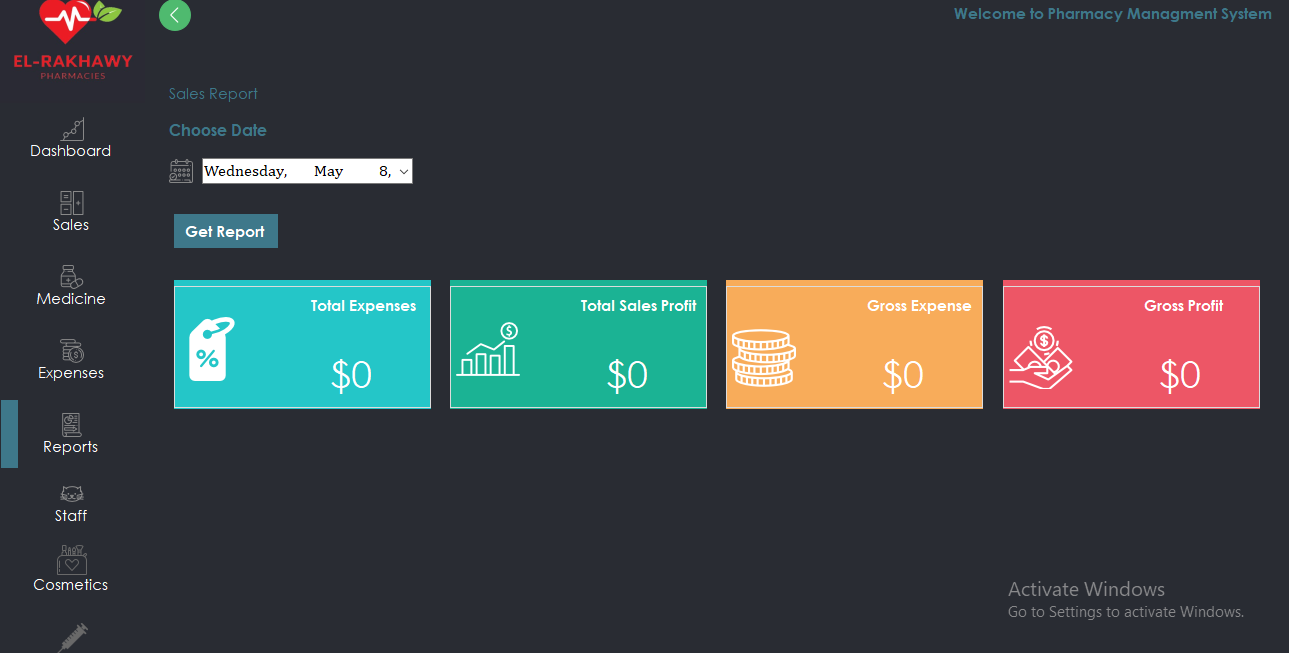 Welcome to Pharmacy Managment System
EL-RAKHAWY
PHARMACIES
Dashboard
Sales
Medicine
Expenses
Reports
Staff
Cosmetics
Sales Report
Choose Date
Wednesday, May 8,
Get Report
Total Expenses
$0
%
Total Sales Profit
$0
$
Gross Expense
$0
Gross Profit
$0
$
Activate Windows
Go to Settings to activate Windows.